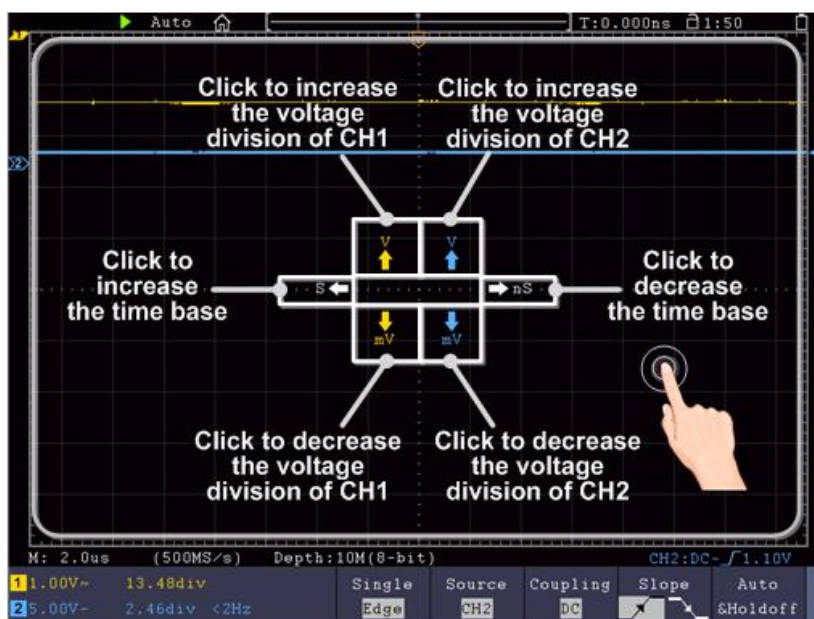 Auto T:0.000ns 1:50
1
Click to increase
the voltage
division of CH1
Click to increase
the voltage
division of CH2
2
V V
Click to
increase
the time base
S nS
Click to
decrease
the time base
mV mV
Click to decrease
the voltage
division of CH1
Click to decrease
the voltage
division of CH2
M: 2.0us (500MS/s) Depth:10M(8-bit) CH2:DC- 1.10V
1 1.00V~ 13.48div
2 5.00V- 2.46div <2Hz
Single
Edge
Source
CH2
Coupling
DC
Slope
Auto
&Holdoff